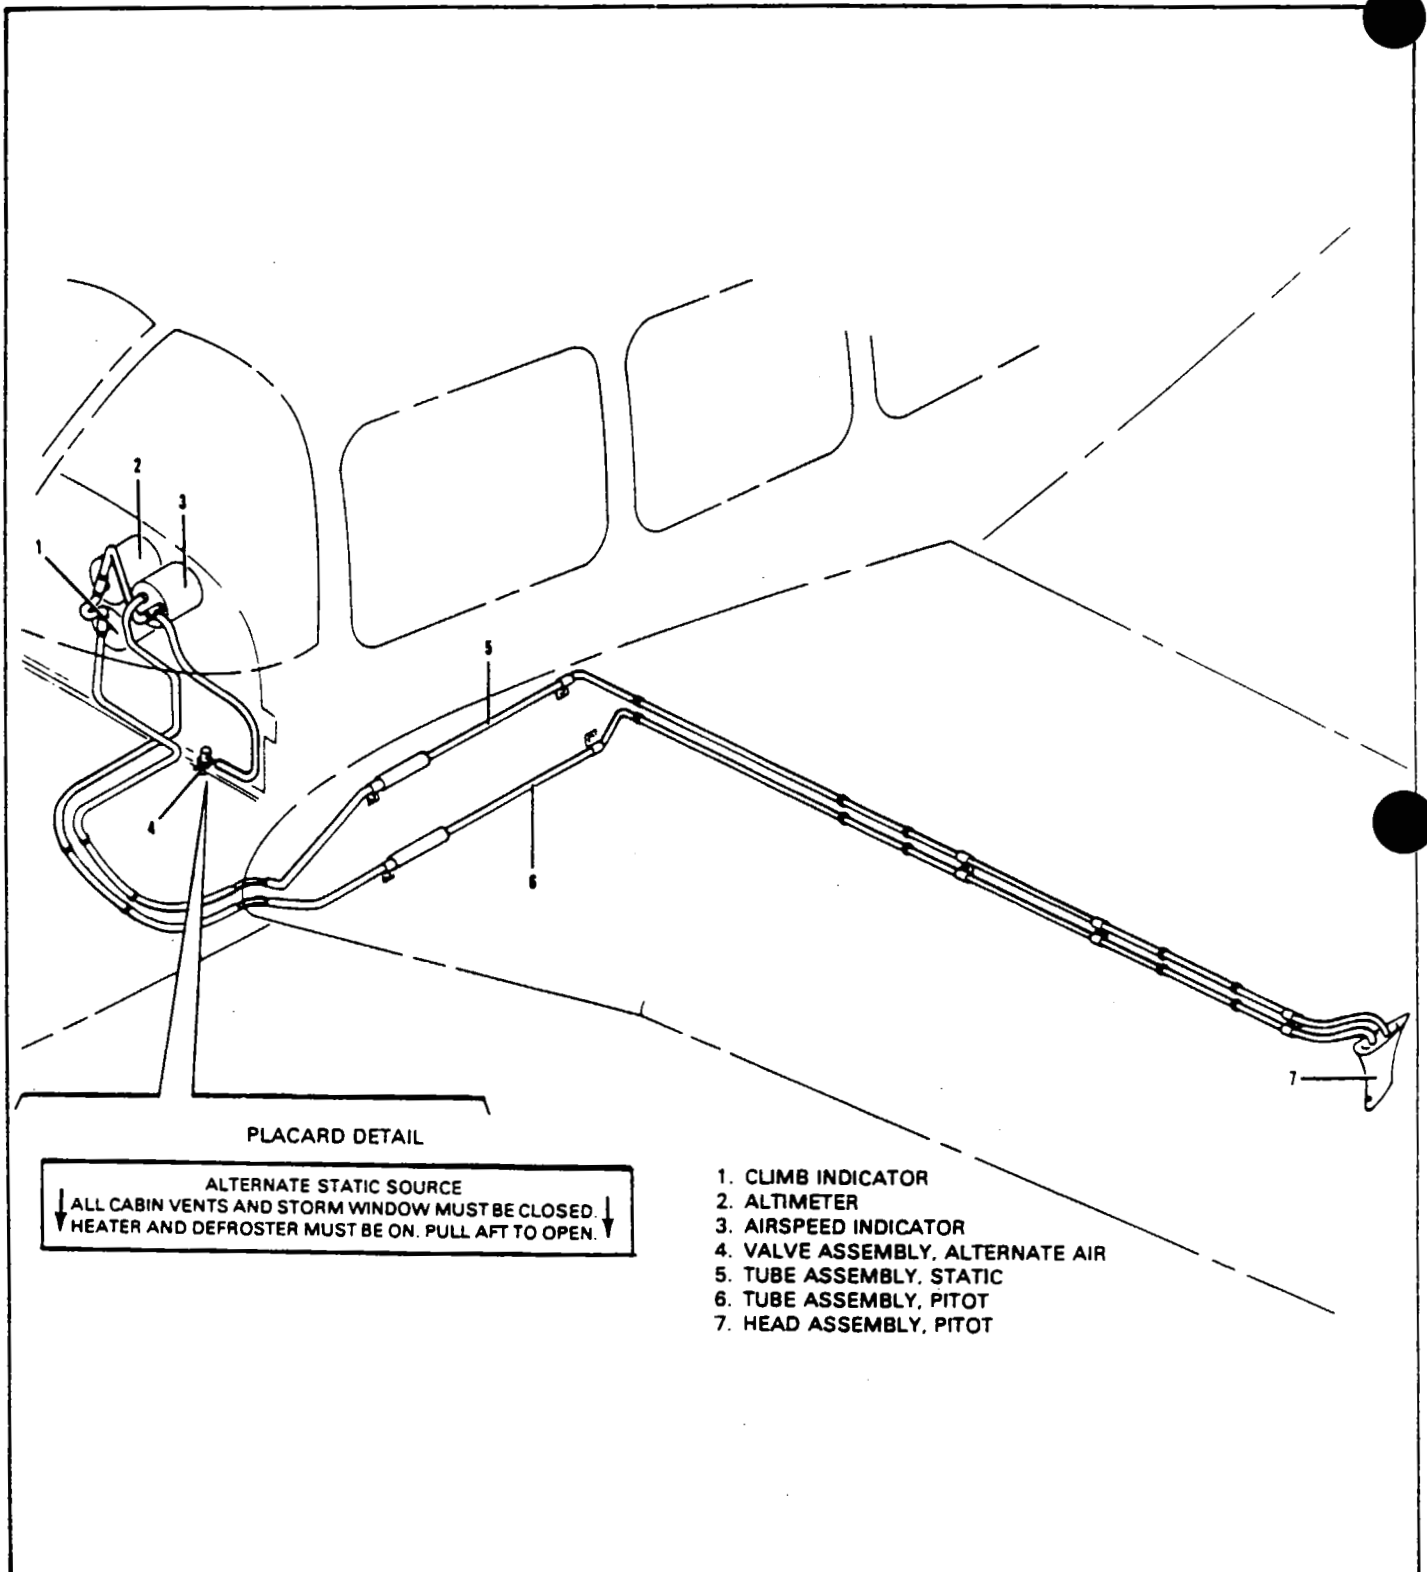 2
3
1
5
4
6
7
PLACARD DETAIL
ALTERNATE STATIC SOURCE
ALL CABIN VENTS AND STORM WINDOW MUST BE CLOSED.
HEATER AND DEFROSTER MUST BE ON. PULL AFT TO OPEN.
1. CLIMB INDICATOR
2. ALTIMETER
3. AIRSPEED INDICATOR
4. VALVE ASSEMBLY, ALTERNATE AIR
5. TUBE ASSEMBLY, STATIC
6. TUBE ASSEMBLY, PITOT
7. HEAD ASSEMBLY, PITOT